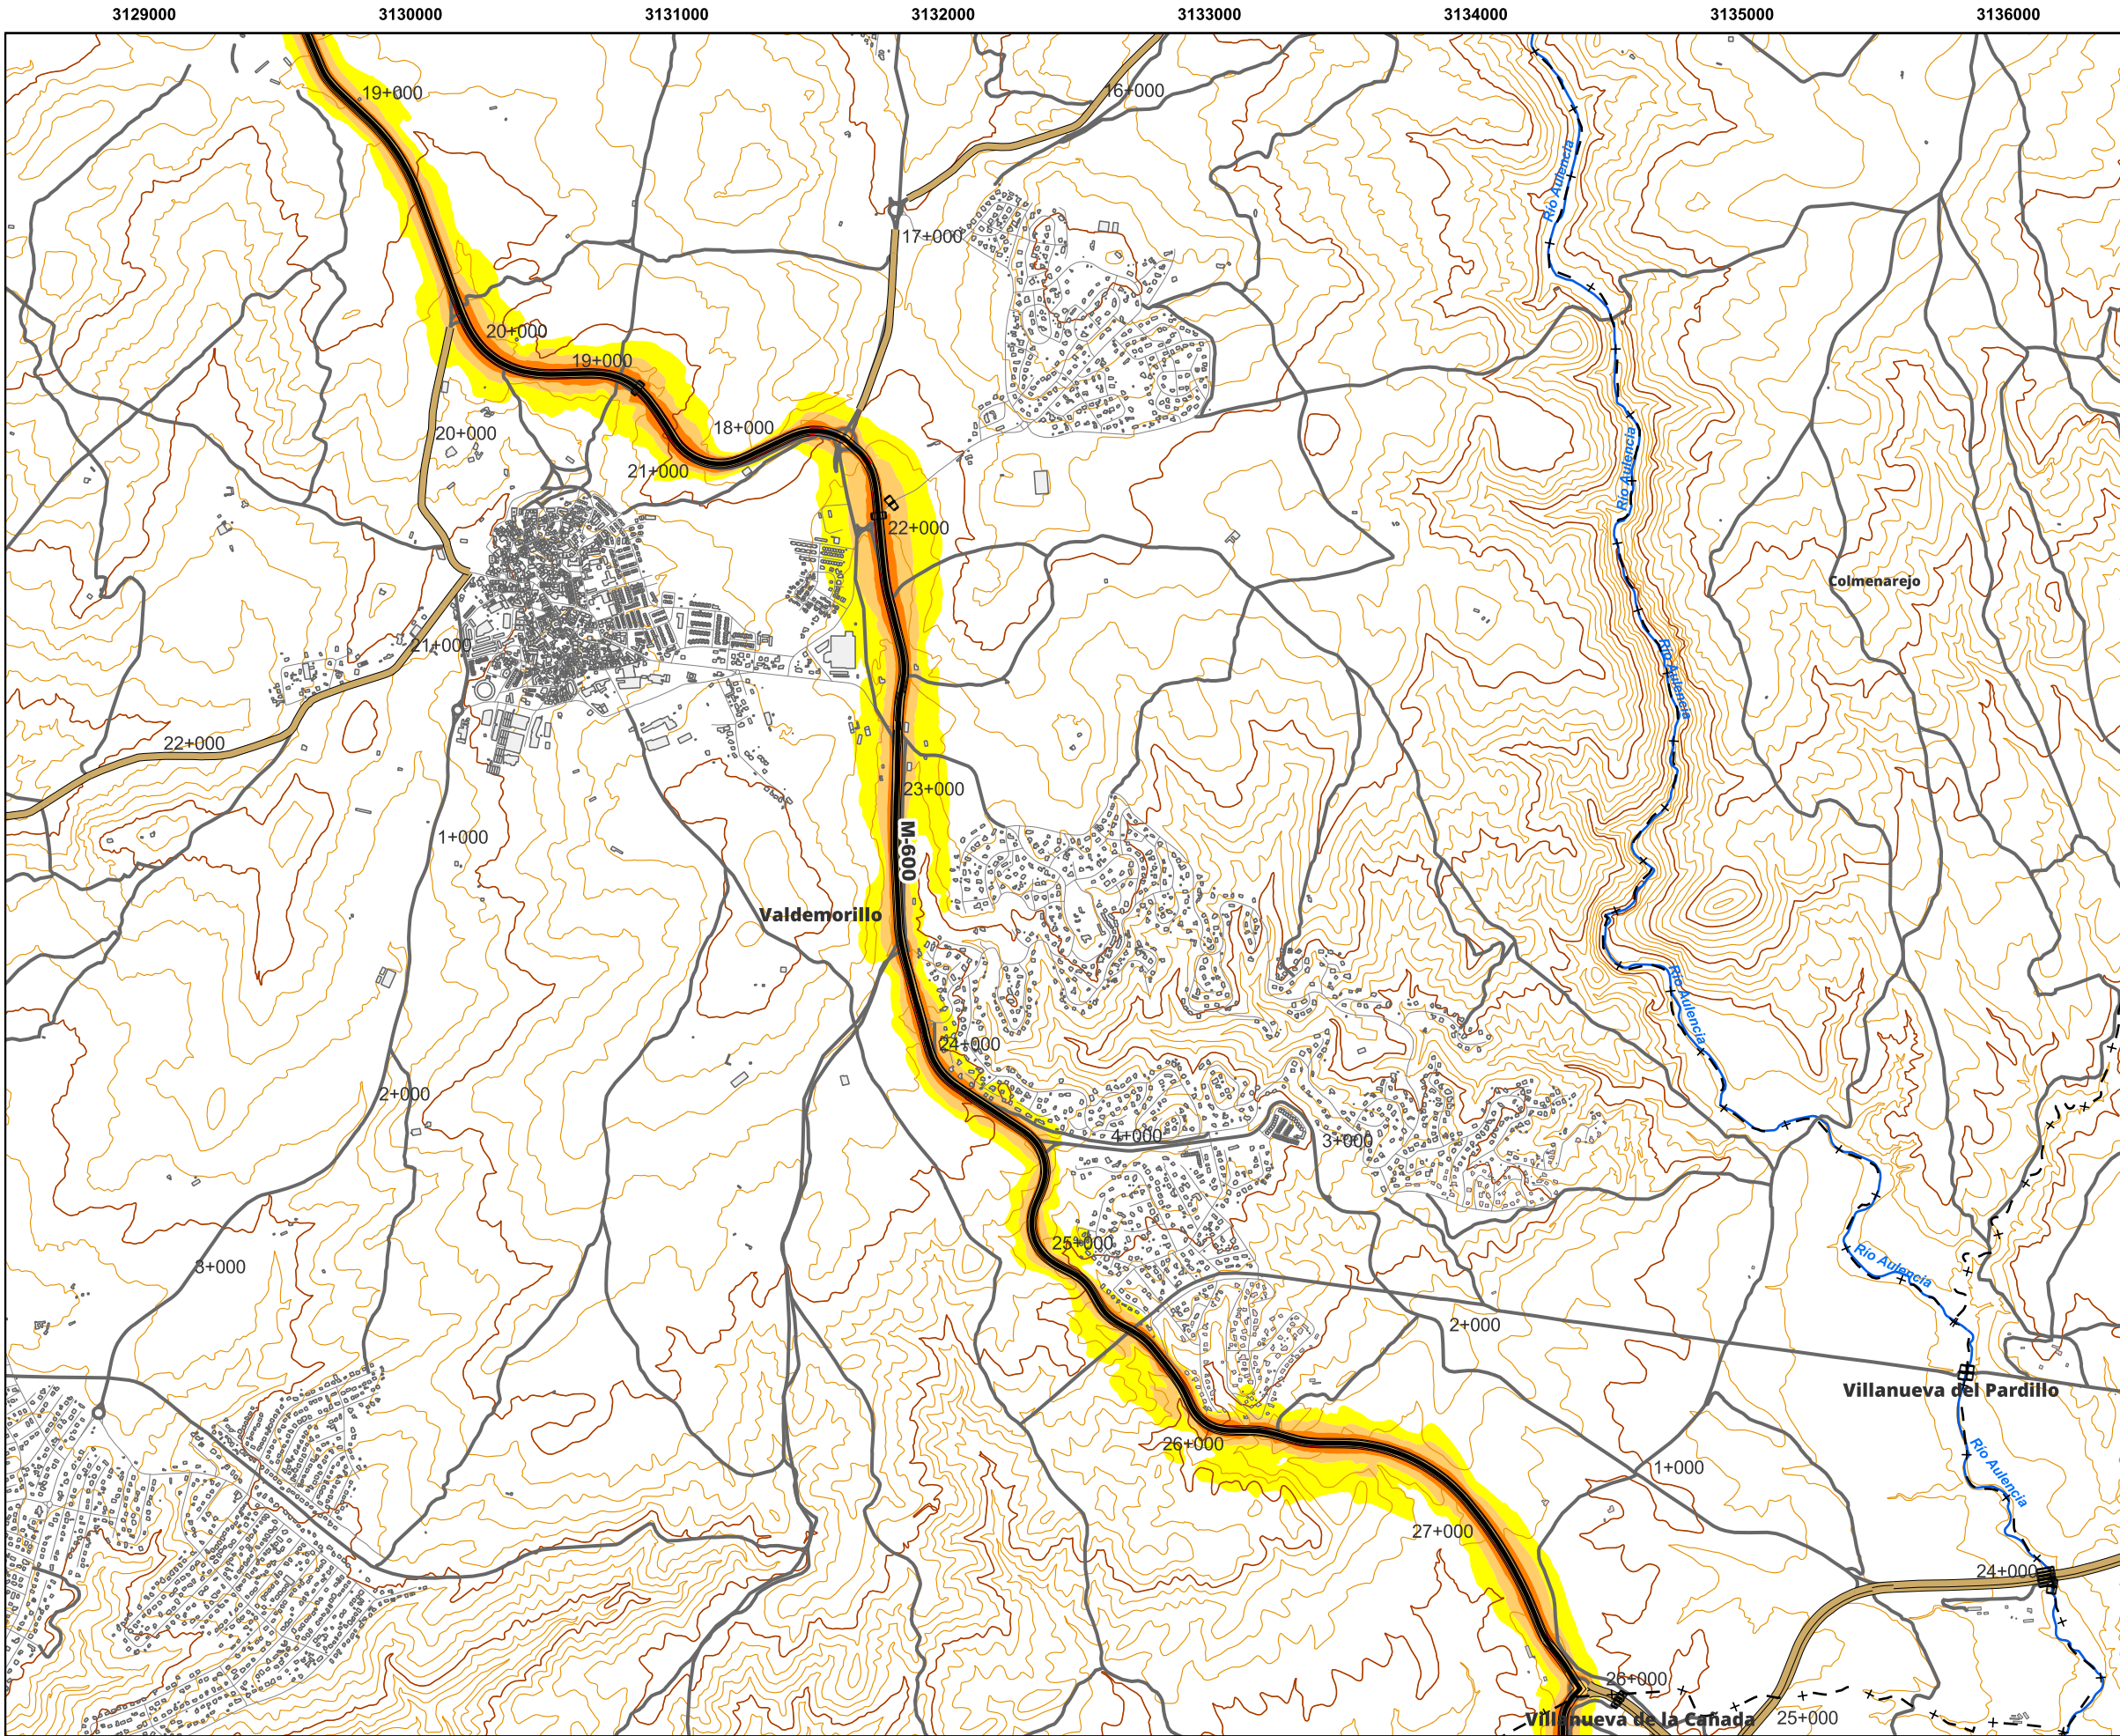 3129000 3130000 3131000 3132000 3133000 3134000 3135000 3136000
19+000
16+000
Río Aulencia
17+000
20+000
19+000
18+000
20+000
21+000
Río Aulencia
22+000
Colmenarejo
21+000
Río Aulencia
22+000
23+000
1+000
M-600
Valdemorillo
Río Aulencia
24+000
2+000
4+000
3+000
25+000
3+000
Río Aulencia
2+000
Villanueva del Pardillo
26+000
1+000
Río Aulencia
27+000
24+000
26+000
Villanueva de la Cañada
25+000